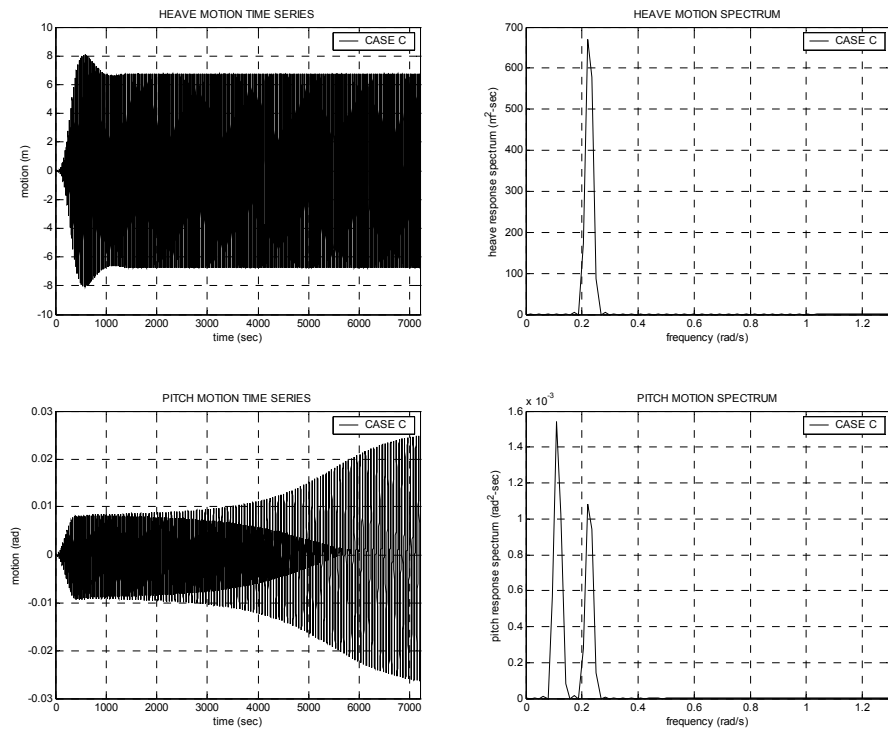 HEAVE MOTION TIME SERIES
CASE C
motion (m)
10
8
6
4
2
0
-2
-4
-6
-8
-10
0 1000 2000 3000 4000 5000 6000 7000
time (sec)
HEAVE MOTION SPECTRUM
CASE C
heave response spectrum (m²-sec)
700
600
500
400
300
200
100
0
0 0.2 0.4 0.6 0.8 1 1.2
frequency (rad/s)
PITCH MOTION TIME SERIES
CASE C
motion (rad)
0.03
0.02
0.01
0
-0.01
-0.02
-0.03
0 1000 2000 3000 4000 5000 6000 7000
time (sec)
PITCH MOTION SPECTRUM
x 10⁻³
CASE C
pitch response spectrum (rad²-sec)
1.6
1.4
1.2
1
0.8
0.6
0.4
0.2
0
0 0.2 0.4 0.6 0.8 1 1.2
frequency (rad/s)